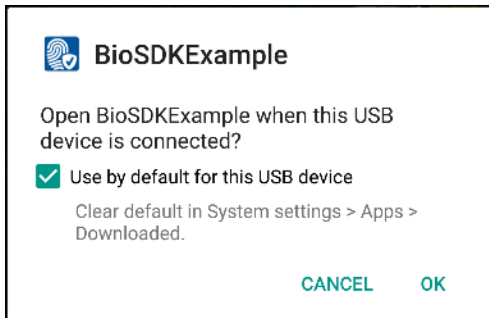 BioSDKExample
Open BioSDKExample when this USB
device is connected?
Use by default for this USB device
Clear default in System settings > Apps >
Downloaded.
CANCEL OK